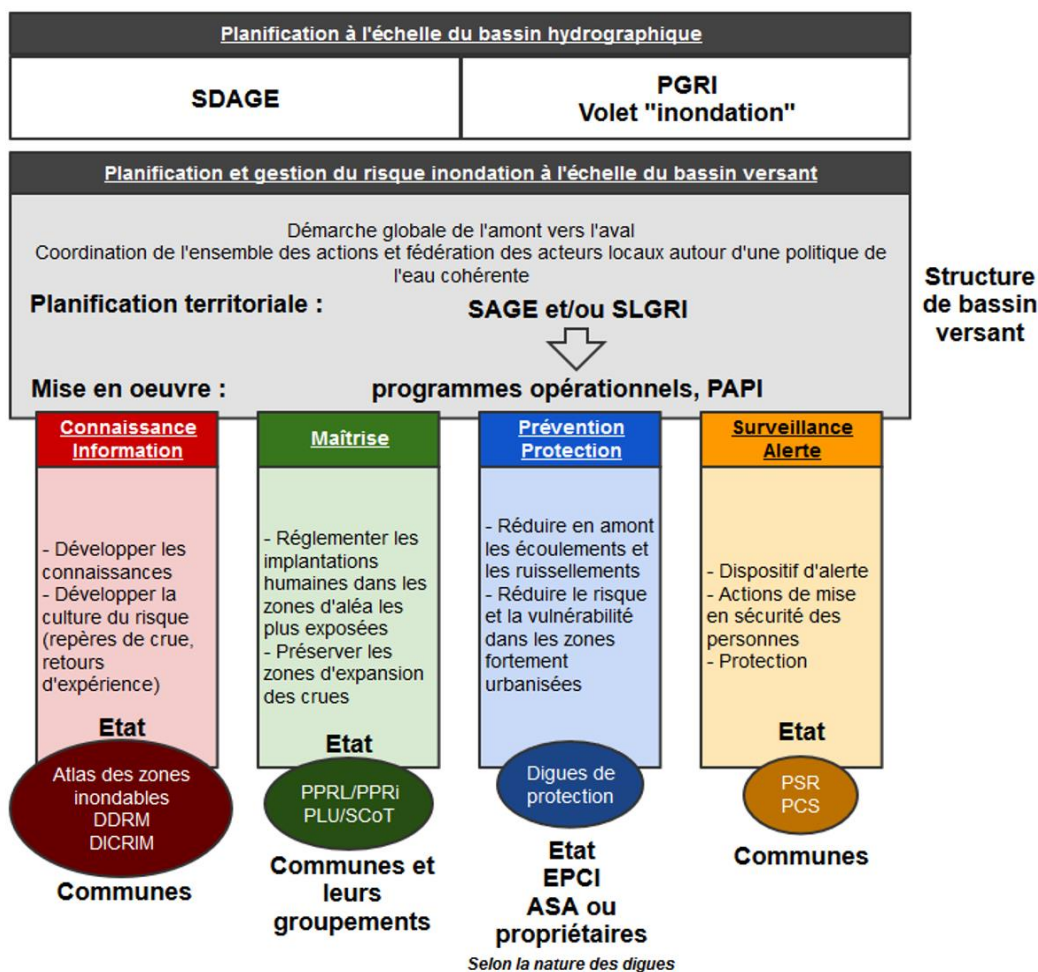 Planification à l'échelle du bassin hydrographique
SDAGE
PGRI
Volet "inondation"
Planification et gestion du risque inondation à l'échelle du bassin versant
Démarche globale de l'amont vers l'aval
Coordination de l'ensemble des actions et fédération des acteurs locaux autour d'une politique de
l'eau cohérente
Planification territoriale :
SAGE et/ou SLGRI
Mise en oeuvre :
programmes opérationnels, PAPI
Structure
de bassin
versant
Connaissance
Information
- Développer les
connaissances
- Développer la
culture du risque
(repères de crue,
retours
d'expérience)
Etat
Atlas des zones
inondables
DDRM
DICRIM
Communes
Maîtrise
- Réglementer les
implantations
humaines dans les
zones d'aléa les
plus exposées
- Préserver les
zones d'expansion
des crues
Etat
PPRL/PPRi
PLU/SCoT
Communes et
leurs
groupements
Prévention
Protection
- Réduire en amont
les écoulements et
les ruissellements
- Réduire le risque
et la vulnérabilité
dans les zones
fortement
urbanisées
Digues de
protection
Etat
EPCI
ASA ou
propriétaires
Selon la nature des digues
Surveillance
Alerte
- Dispositif d'alerte
- Actions de mise
en sécurité des
personnes
- Protection
Etat
PSR
PCS
Communes